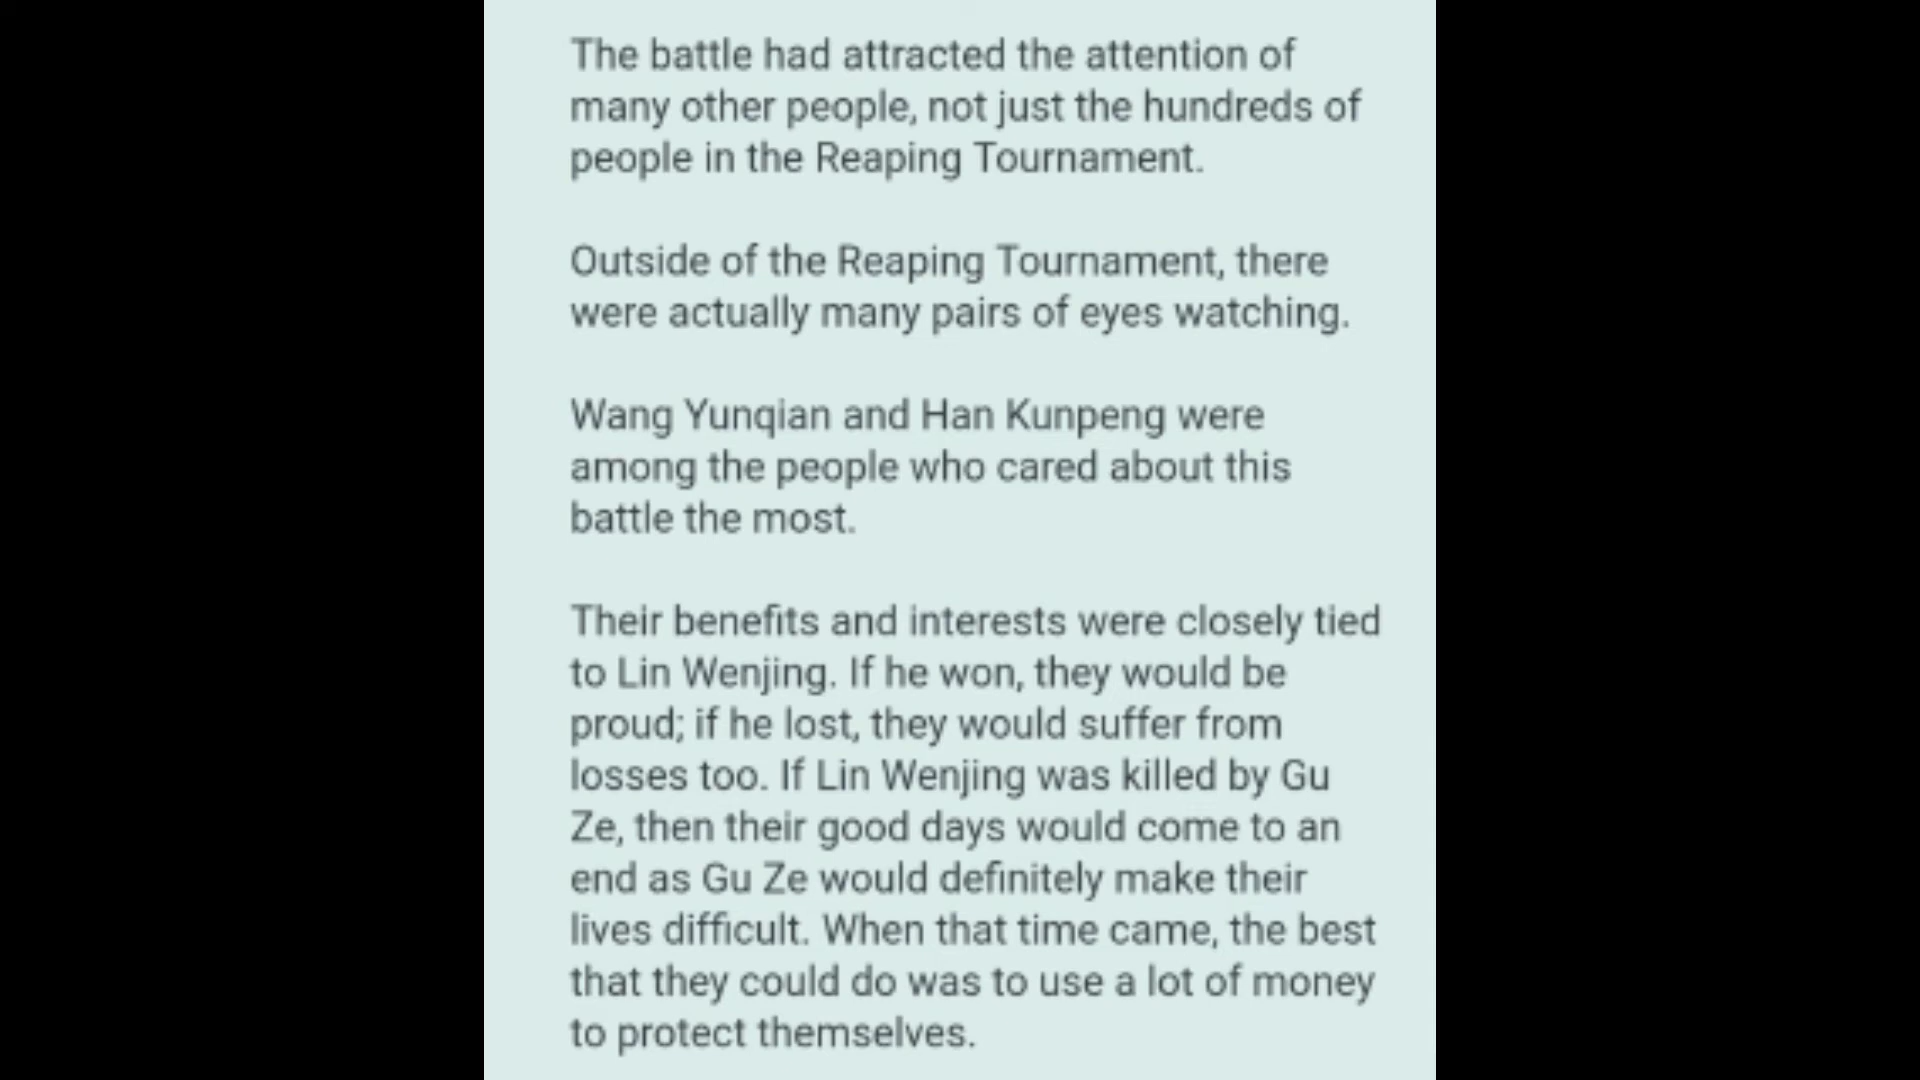 The battle had attracted the attention of
many other people, not just the hundreds of
people in the Reaping Tournament.
Outside of the Reaping Tournament, there
were actually many pairs of eyes watching.
Wang Yunqian and Han Kunpeng were
among the people who cared about this
battle the most.
Their benefits and interests were closely tied
to Lin Wenjing. If he won, they would be
proud; if he lost, they would suffer from
losses too. If Lin Wenjing was killed by Gu
Ze, then their good days would come to an
end as Gu Ze would definitely make their
lives difficult. When that time came, the best
that they could do was to use a lot of money
to protect themselves.